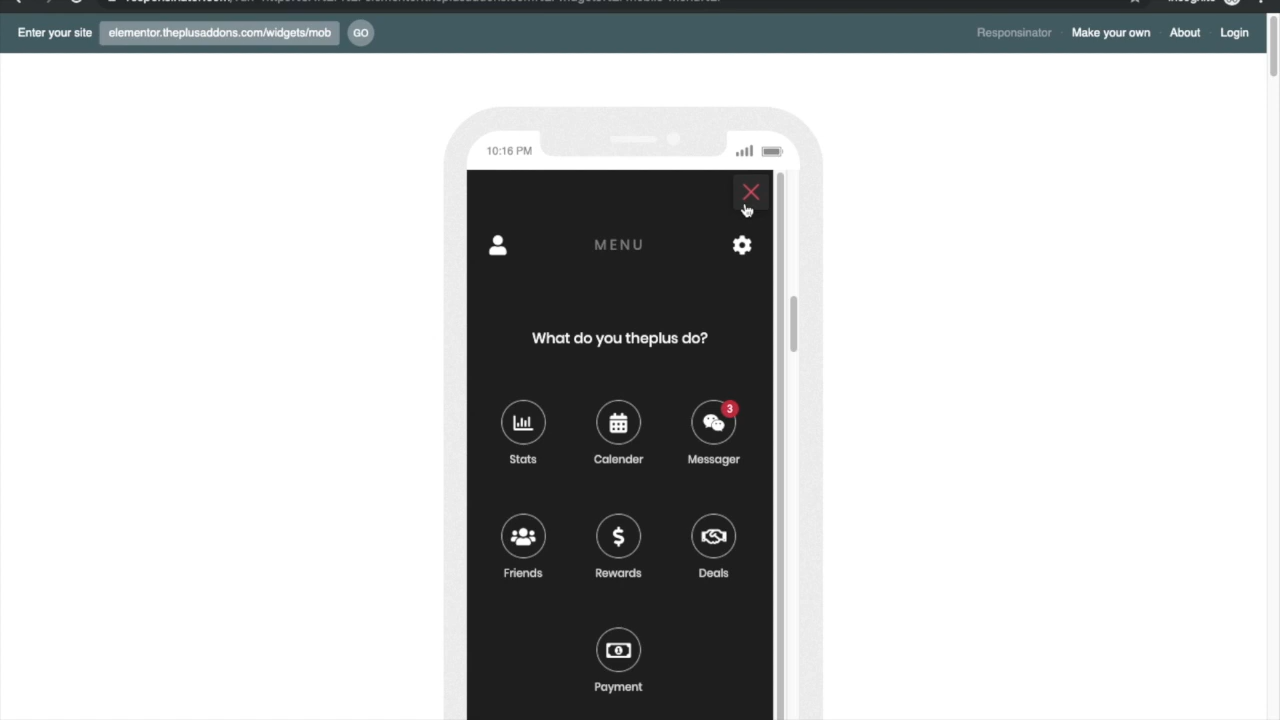 Enter your site elementor.theplusaddons.com/widgets/mob GO Responsinator Make your own About Login
10:16 PM
MENU
What do you theplus do?
3
Stats Calender Messager
Friends Rewards Deals
Payment